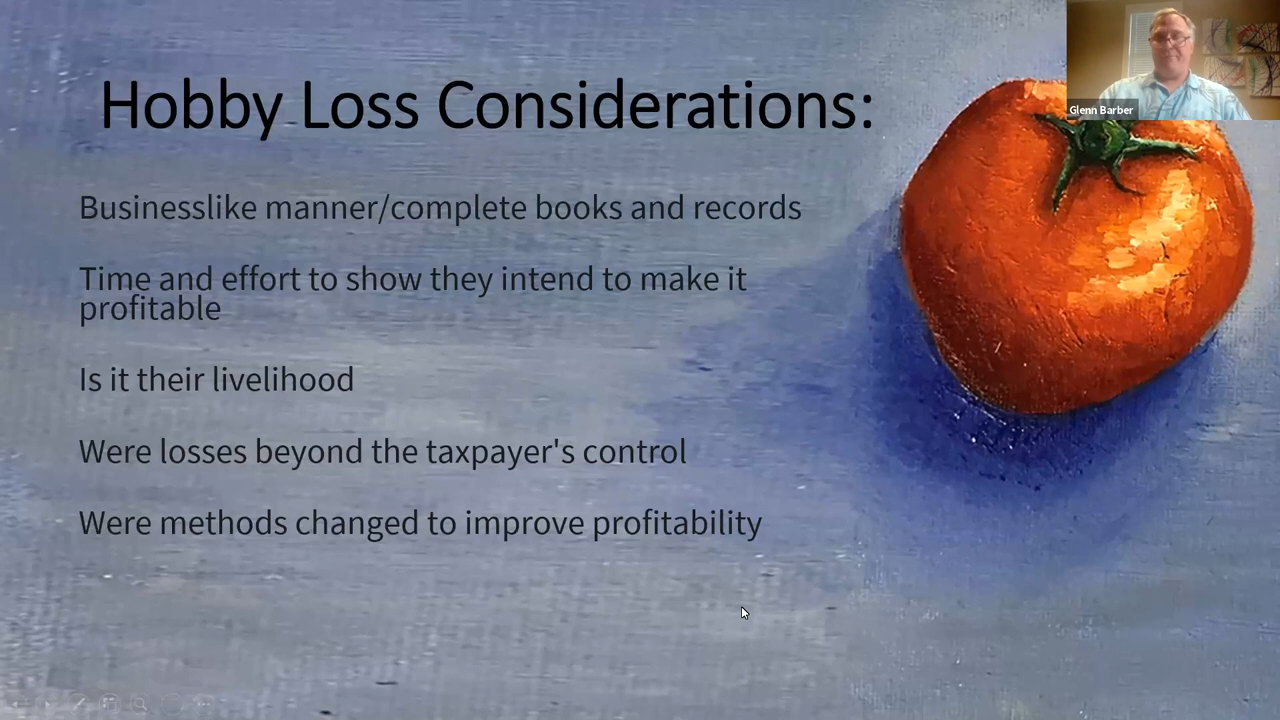 Hobby Loss Considerations:
Glenn Barber
Businesslike manner/complete books and records
Time and effort to show they intend to make it
profitable
Is it their livelihood
Were losses beyond the taxpayer's control
Were methods changed to improve profitability